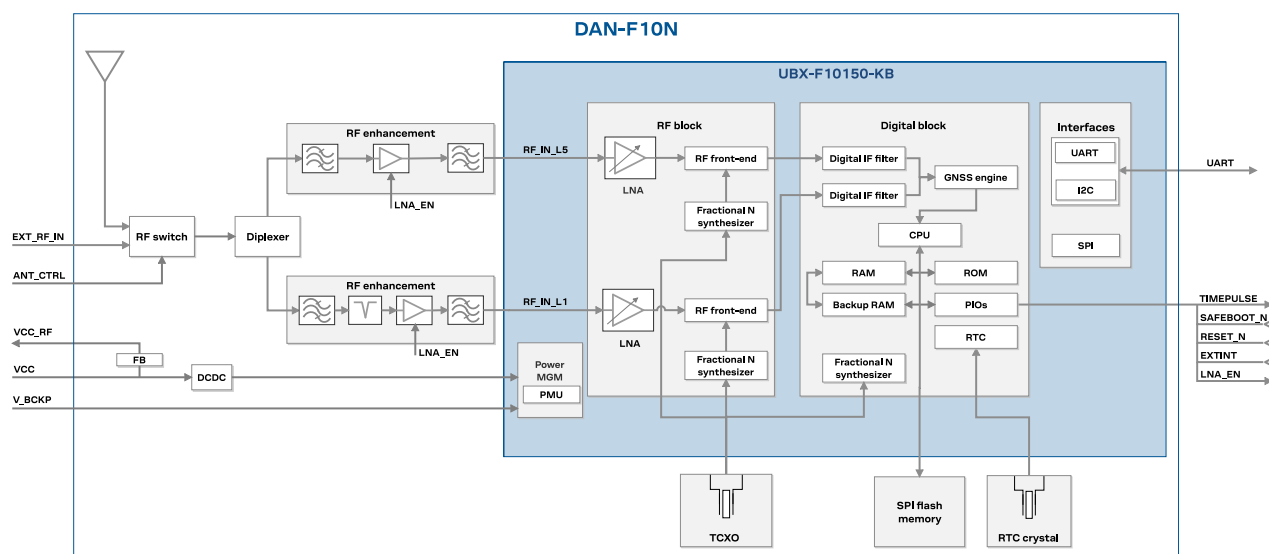 DAN-F10N
UBX-F10150-KB
RF enhancement
LNA_EN
RF_IN_L5
RF block
LNA
RF front-end
Fractional N
synthesizer
Digital block
Digital IF filter
Digital IF filter
GNSS engine
CPU
Interfaces
UART
I2C
SPI
UART
EXT_RF_IN
RF switch
Diplexer
ANT_CTRL
RF enhancement
LNA_EN
RF_IN_L1
LNA
RF front-end
Fractional N
synthesizer
RAM
ROM
Backup RAM
PIOs
RTC
Fractional N
synthesizer
TIMEPULSE
SAFEBOOT_N
RESET_N
EXTINT
LNA_EN
VCC_RF
FB
VCC
DCDC
Power
MGM
PMU
V_BCKP
TCXO
SPI flash
memory
RTC crystal